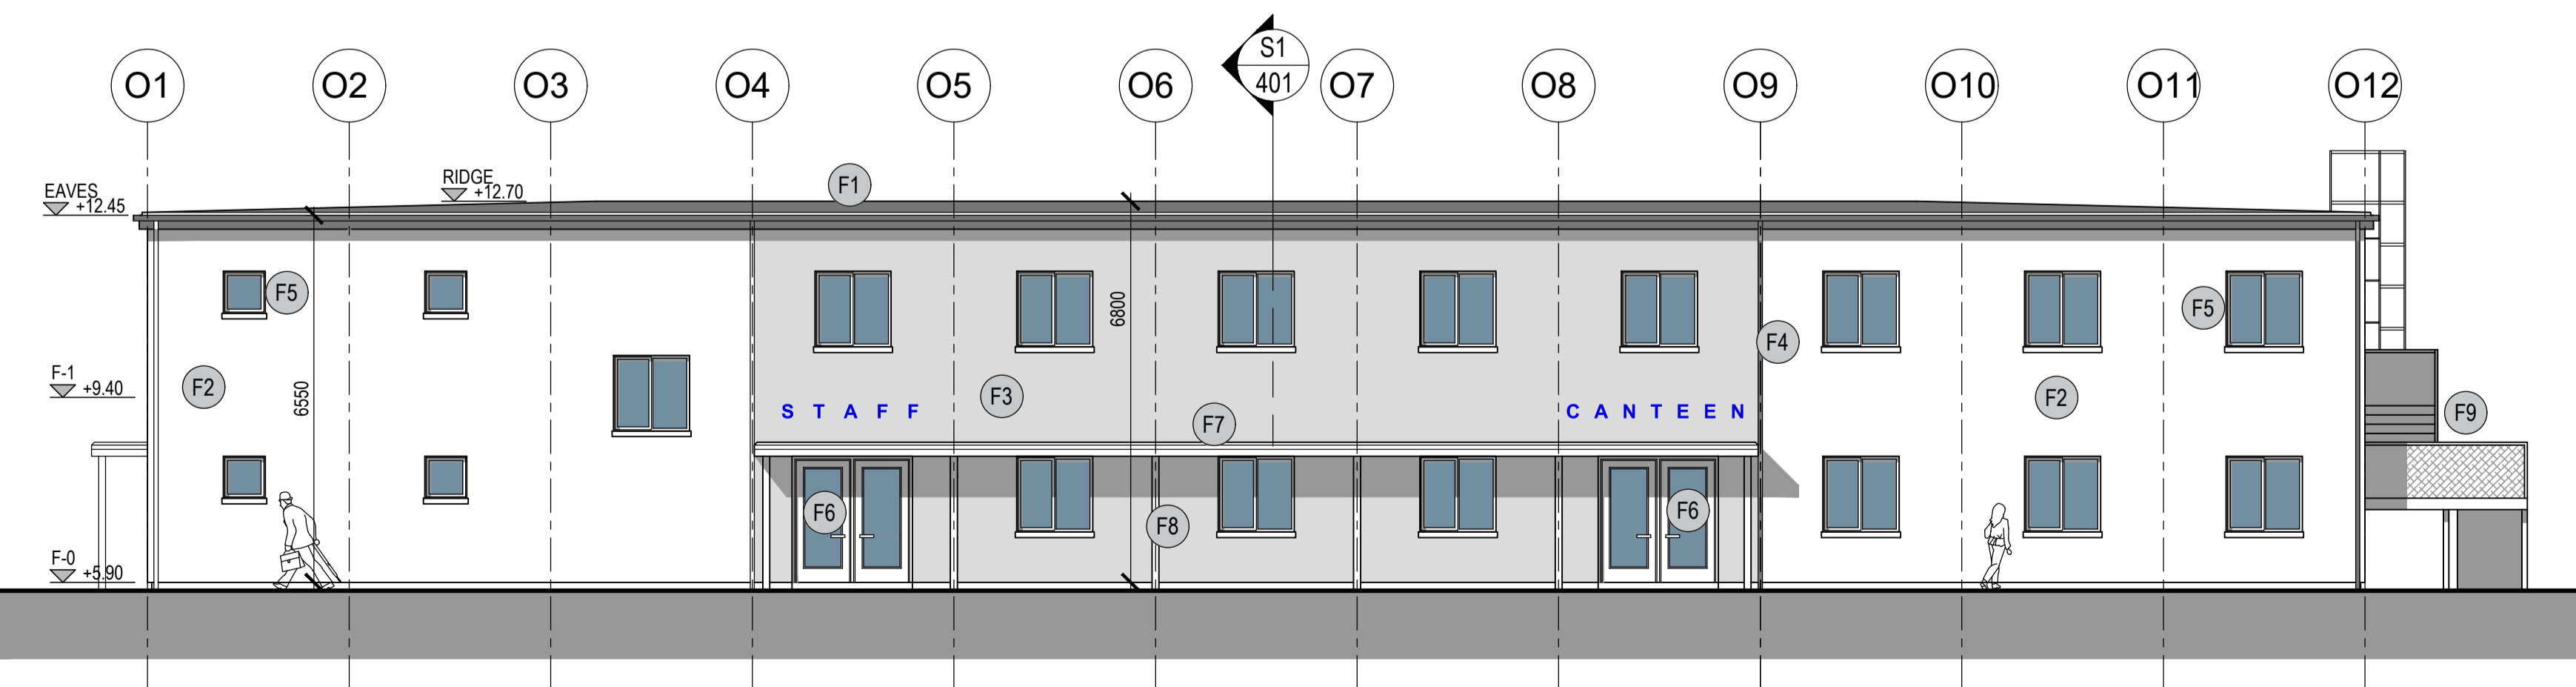 S1
401
O1 O2 O3 O4 O5 O6 O7 O8 O9 O10 O11 O12
RIDGE
+12.70
F1
EAVES
+12.45
F5
6800
F5
F4
F-1
+9.40
F2
6550
F3
F2
STAFF
CANTEEN
F7
F9
F6
F8
F6
F-0
+5.90